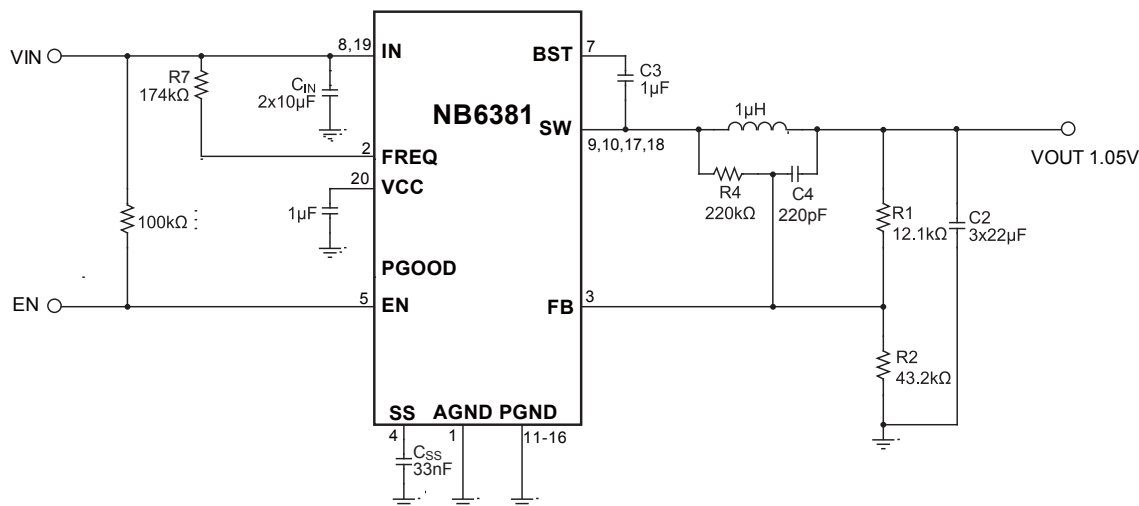 VIN
R7
174kΩ
CIN
2x10µF
8,19
IN
BST
7
C3
1µF
NB6381
SW
9,10,17,18
1µH
R4
220kΩ
C4
220pF
VOUT 1.05V
2
FREQ
20
VCC
1µF
100kΩ
R1
12.1kΩ
C2
3x22µF
PGOOD
EN
5
EN
FB
3
R2
43.2kΩ
SS
AGND
PGND
4
1
11-16
CSS
33nF